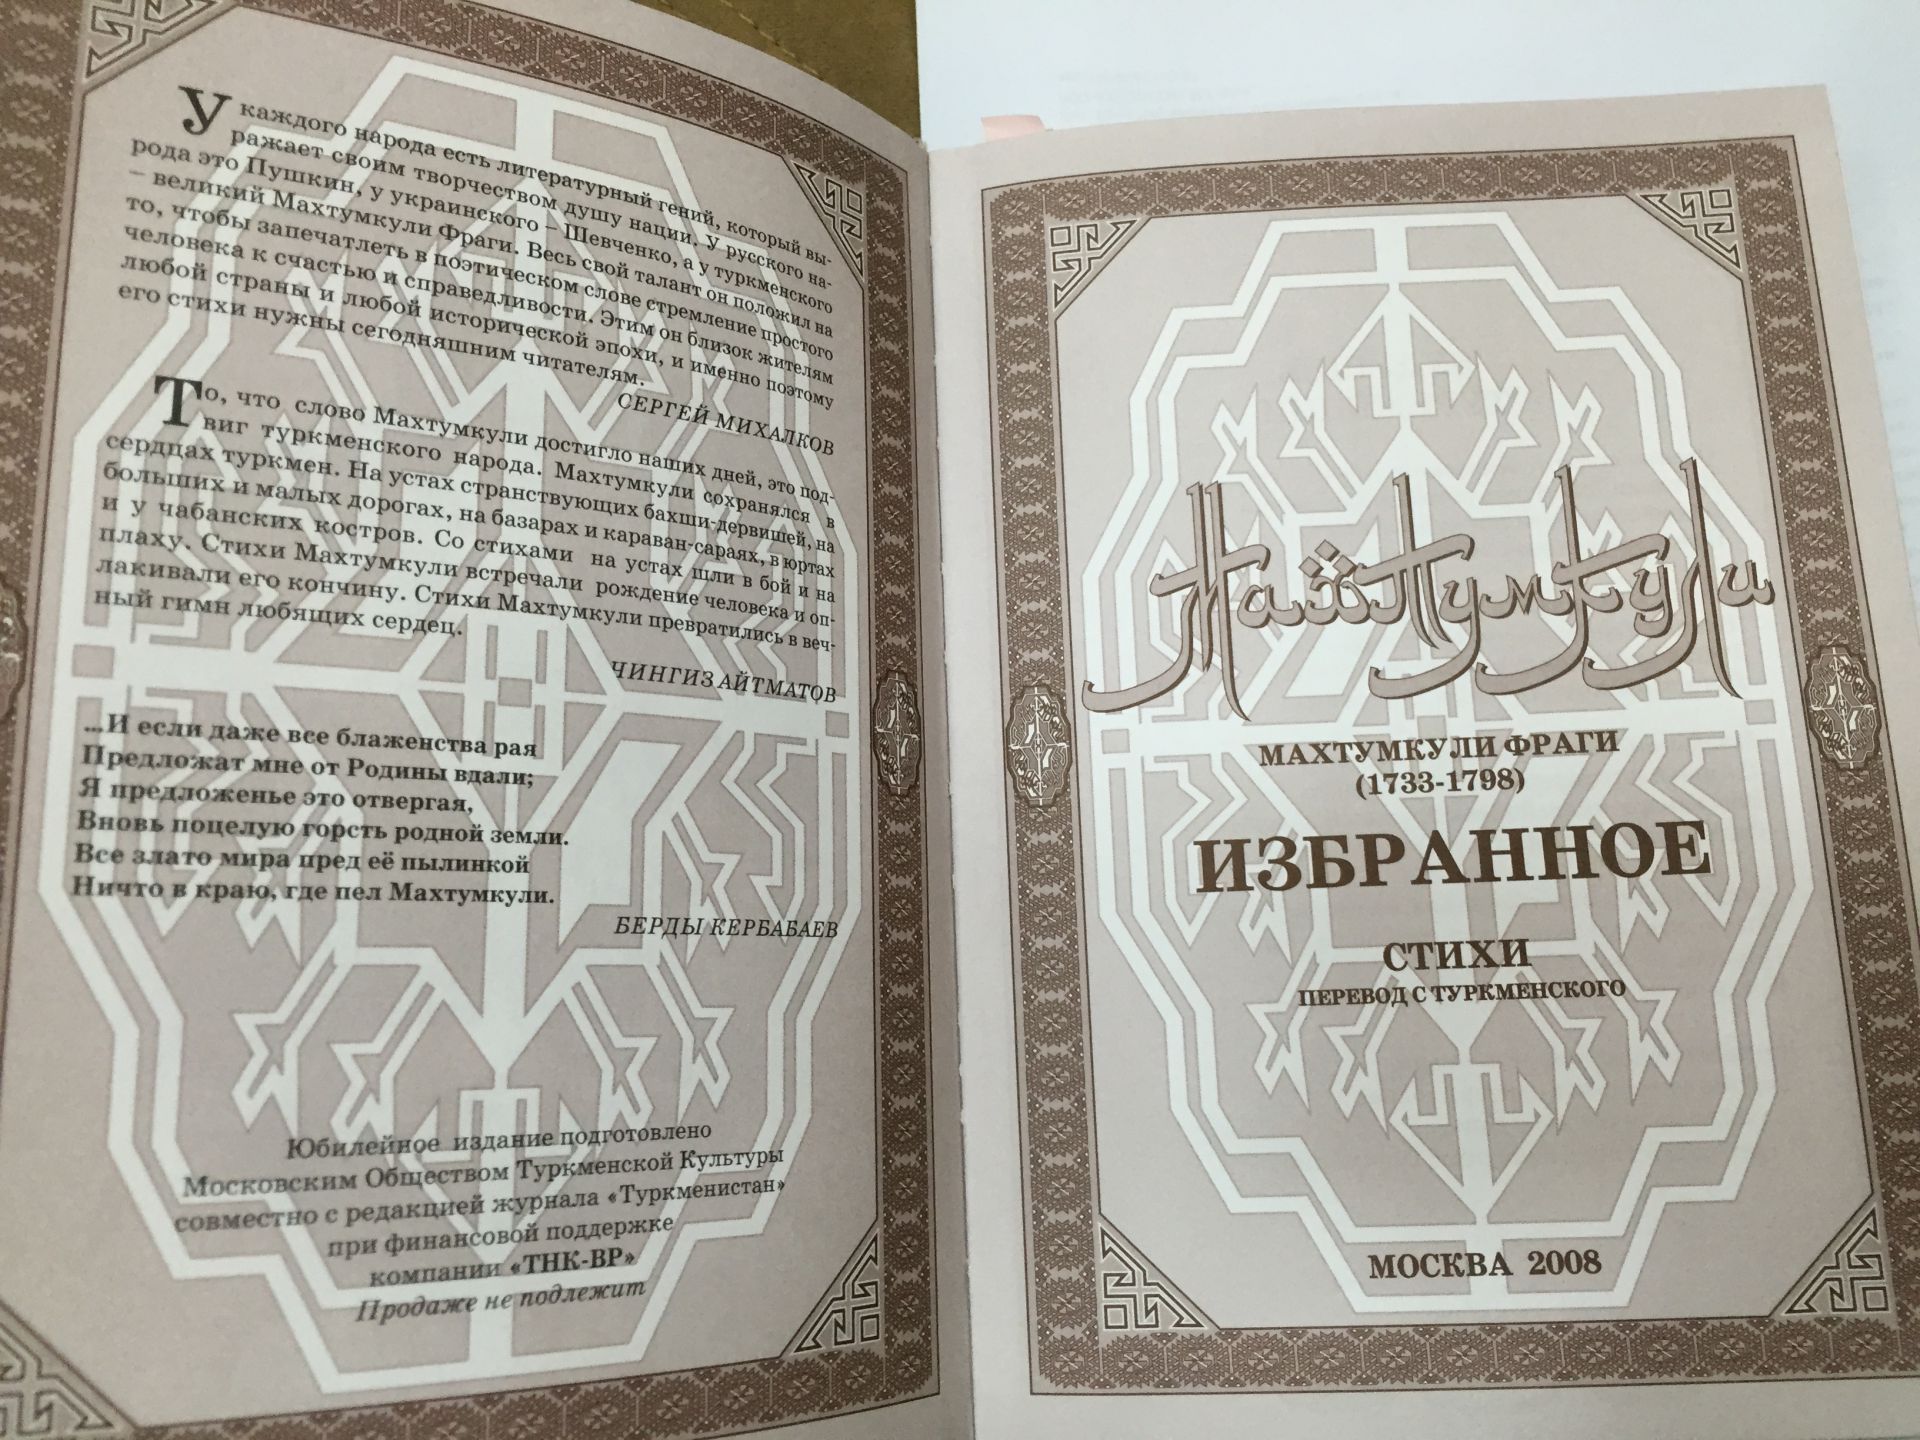 У каждого народа есть литературный гений, который вы-
ражает своим творчеством душу нации. У русского на-
рода это Пушкин, у украинского – Шевченко, а у туркменского
– великий Махтумкули Фраги. Весь свой талант он положил на
то, чтобы запечатлеть в поэтическом слове стремление простого
человека к счастью и справедливости. Этим он близок жителям
любой страны и любой исторической эпохи, и именно поэтому
его стихи нужны сегодняшним читателям.
СЕРГЕЙ МИХАЛКОВ
То, что слово Махтумкули достигло наших дней, это под-
виг туркменского народа. Махтумкули сохранялся в
сердцах туркмен. На устах странствующих бахши-дервишей, на
больших и малых дорогах, на базарах и караван-сараях, в юртах
и у чабанских костров. Со стихами на устах шли в бой и на
плаху. Стихи Махтумкули встречали рождение человека и оп-
лакивали его кончину. Стихи Махтумкули превратились в веч-
ный гимн любящих сердец.
ЧИНГИЗ АЙТМАТОВ
...И если даже все блаженства рая
Предложат мне от Родины вдали;
Я предложенье это отвергая,
Вновь поцелую горсть родной земли.
Все злато мира пред её пылинкой
Ничто в краю, где пел Махтумкули.
БЕРДЫ КЕРБАБАЕВ
Юбилейное издание подготовлено
Московским Обществом Туркменской Культуры
совместно с редакцией журнала «Туркменистан»
при финансовой поддержке
компании «ТНК-ВР»
Продаже не подлежит
Махтумкули
МАХТУМКУЛИ ФРАГИ
(1733-1798)
ИЗБРАННОЕ
СТИХИ
ПЕРЕВОД С ТУРКМЕНСКОГО
МОСКВА 2008